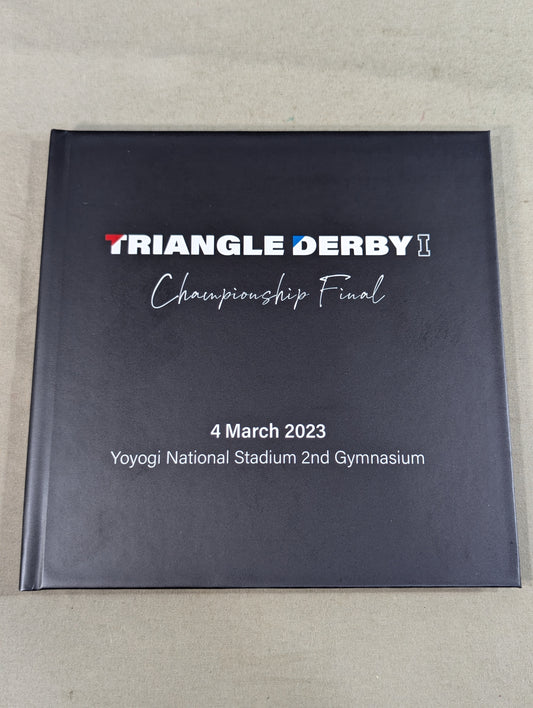 TRIANGLE DERBY I
Championship Final
4 March 2023
Yoyogi National Stadium 2nd Gymnasium